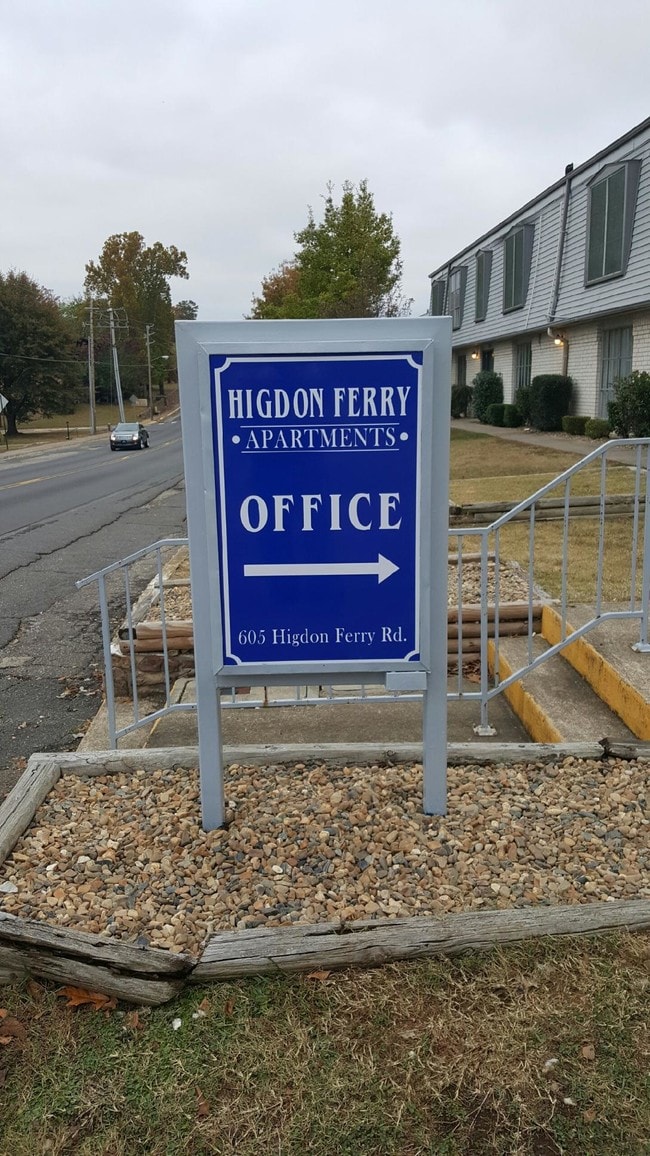 HIGDON FERRY
• APARTMENTS •
OFFICE
605 Higdon Ferry Rd.